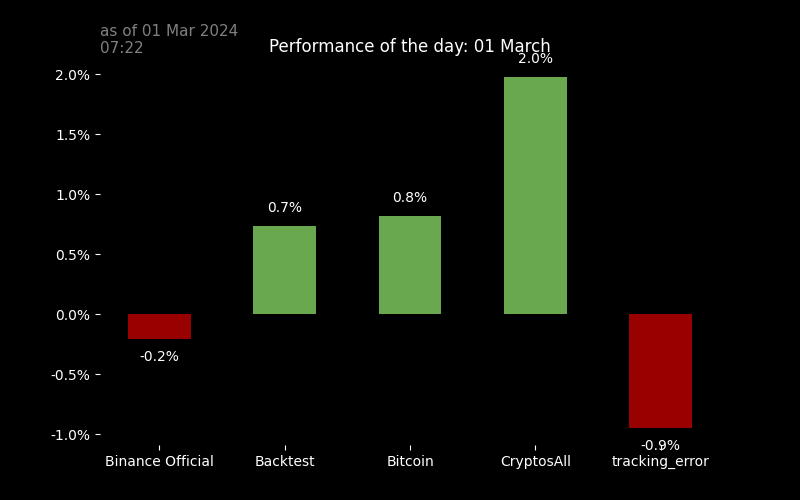 as of 01 Mar 2024
07:22
Performance of the day: 01 March
2.0%
2.0%
1.5%
1.0%
0.8%
0.7%
0.5%
0.0%
-0.2%
-0.5%
-1.0%
-0.9%
Binance Official
Backtest
Bitcoin
CryptosAll
tracking_error